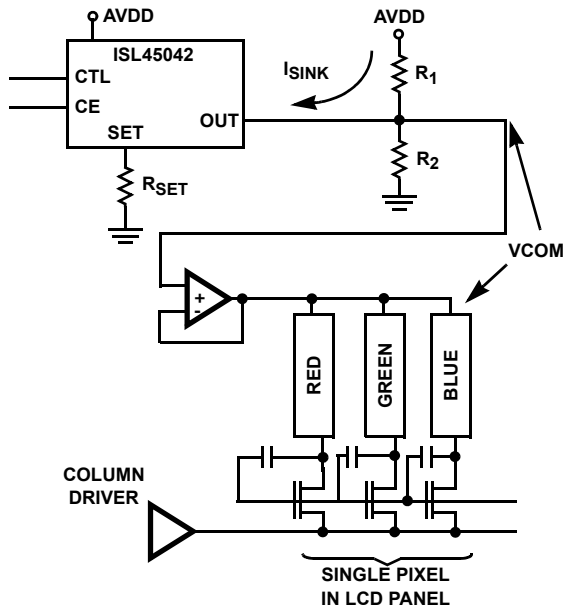 AVDD
AVDD
ISL45042
CTL
CE
SET
OUT
ISINK
R1
R2
RSET
VCOM
+
-
RED
GREEN
BLUE
COLUMN
DRIVER
SINGLE PIXEL
IN LCD PANEL